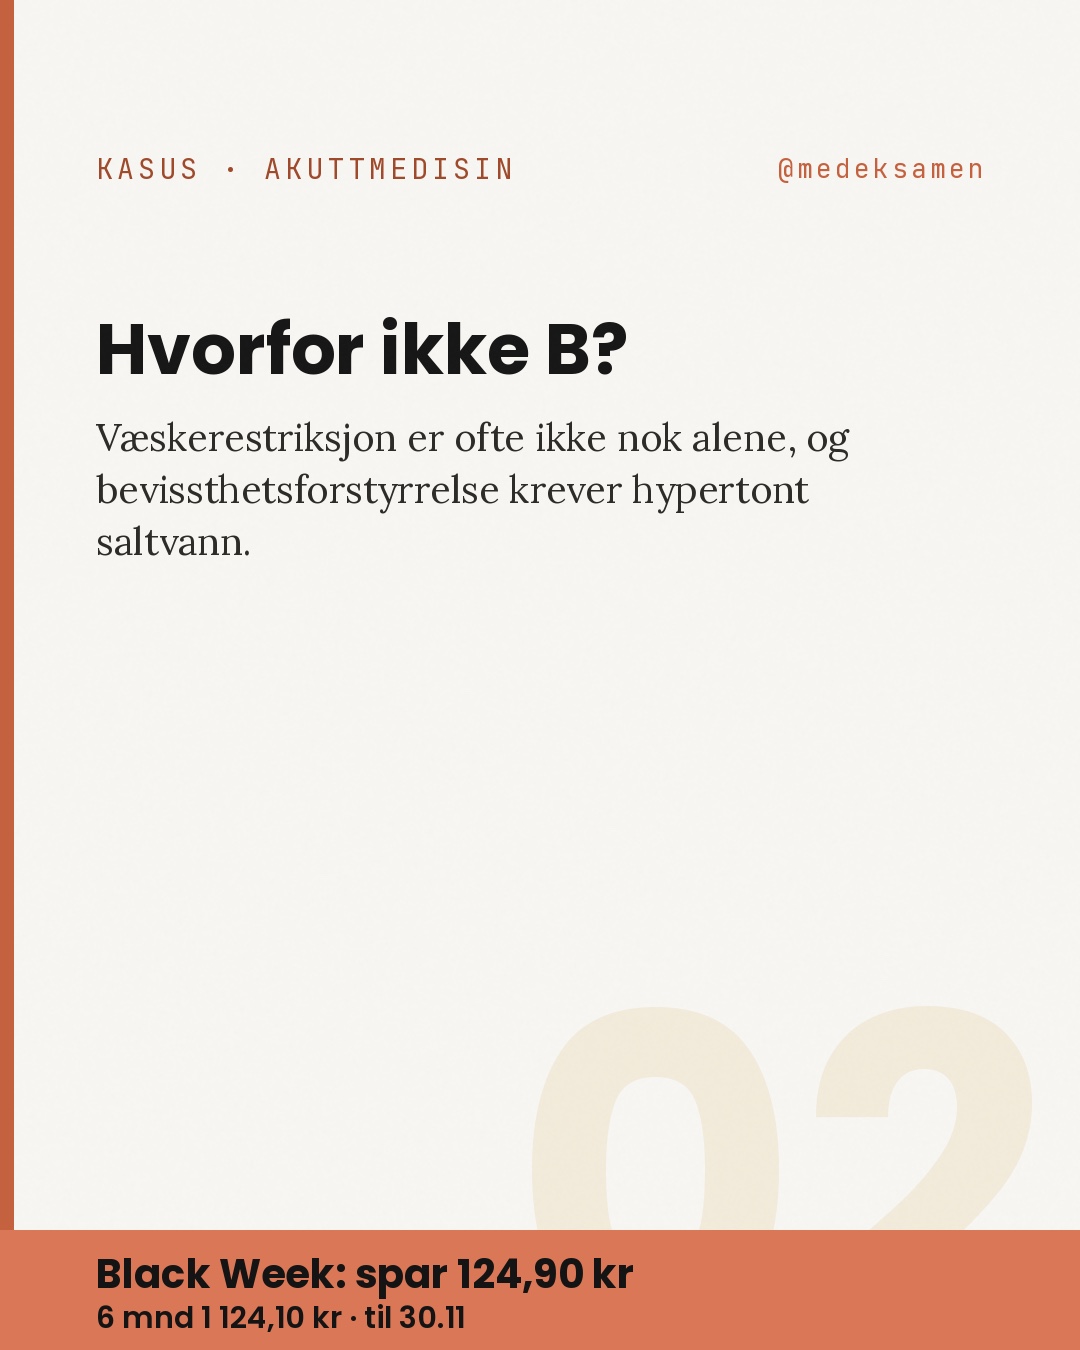 KASUS · AKUTTMEDISIN
@medeksamen
Hvorfor ikke B?
Væskerestriksjon er ofte ikke nok alene, og
bevissthetsforstyrrelse krever hypertont
saltvann.
02
Black Week: spar 124,90 kr
6 mnd 1 124,10 kr · til 30.11